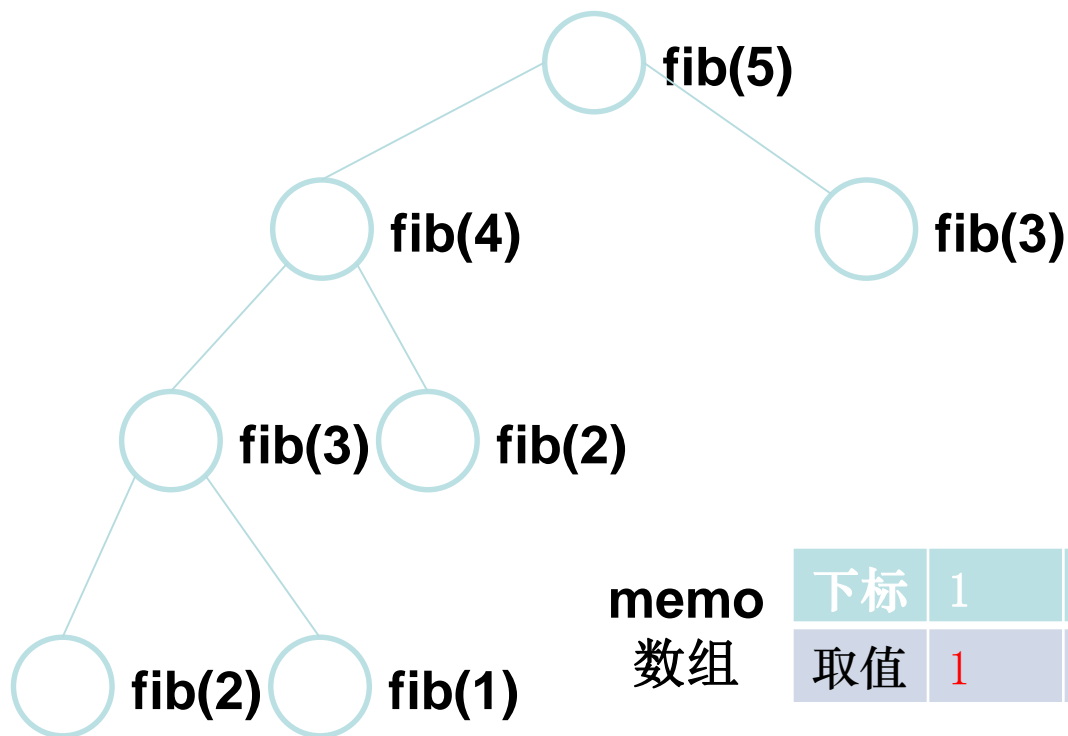 fib(5)
fib(4)
fib(3)
fib(3)
fib(2)
fib(2)
fib(1)
memo
数组
下标 1
取值 1